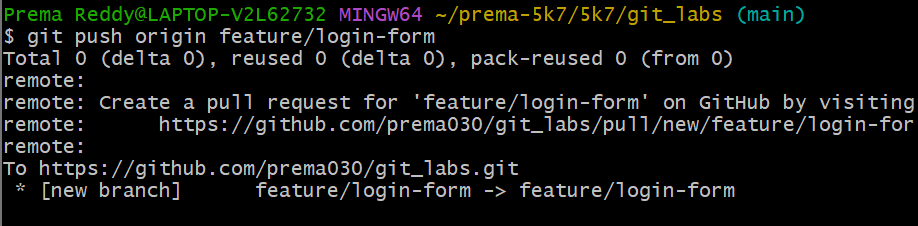 Prema Reddy@LAPTOP-V2L62732 MINGW64 ~/prema-5k7/5k7/git_labs (main)
$ git push origin feature/login-form
Total 0 (delta 0), reused 0 (delta 0), pack-reused 0 (from 0)
remote:
remote: Create a pull request for 'feature/login-form' on GitHub by visiting
remote:      https://github.com/prema030/git_labs/pull/new/feature/login-for
remote:
To https://github.com/prema030/git_labs.git
 * [new branch]      feature/login-form -> feature/login-form